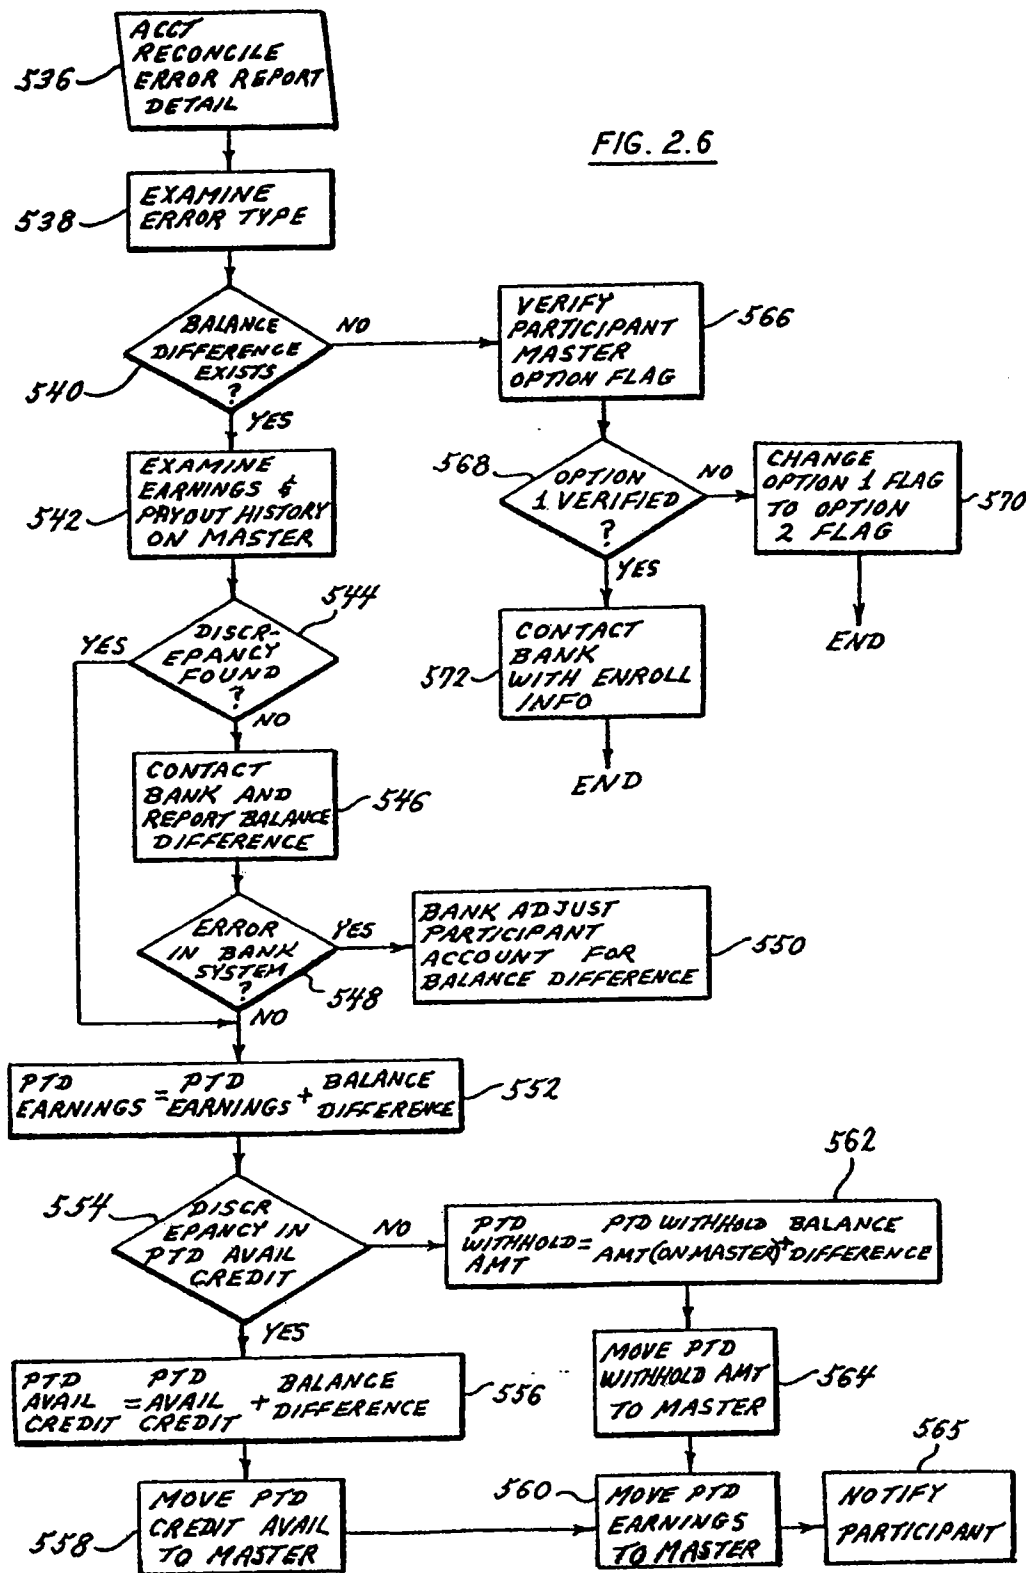 ACCT
RECONCILE
ERROR REPORT
DETAIL
536
FIG. 2.6
EXAMINE
ERROR TYPE
538
BALANCE
DIFFERENCE
EXISTS
?
540
NO
YES
VERIFY
PARTICIPANT
MASTER
OPTION FLAG
566
EXAMINE
EARNINGS &
PAYOUT HISTORY
ON MASTER
542
568
OPTION
1 VERIFIED
?
NO
YES
CHANGE
OPTION 1 FLAG
TO OPTION
2 FLAG
570
END
544
DISCR-
EPANCY
FOUND
?
YES
NO
CONTACT
BANK
WITH ENROLL
INFO
572
END
CONTACT
BANK AND
REPORT BALANCE
DIFFERENCE
546
ERROR
IN BANK
SYSTEM
?
548
YES
NO
BANK ADJUST
PARTICIPANT
ACCOUNT FOR
BALANCE DIFFERENCE
550
PTD PTD BALANCE
EARNINGS = EARNINGS + DIFFERENCE
552
554
DISCR
EPANCY IN
PTD AVAIL
CREDIT
NO
YES
562
PTD PTD WITHHOLD BALANCE
WITHHOLD = AMT (ON MASTER) + DIFFERENCE
AMT
PTD PTD BALANCE
AVAIL = AVAIL + DIFFERENCE
CREDIT CREDIT
556
MOVE PTD
WITHHOLD AMT
TO MASTER
564
558
MOVE PTD
CREDIT AVAIL
TO MASTER
560
MOVE PTD
EARNINGS
TO MASTER
565
NOTIFY
PARTICIPANT